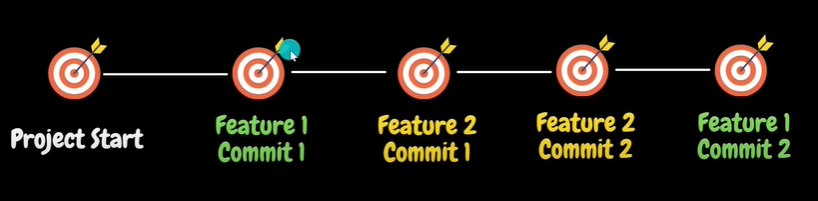 Project Start
Feature 1
Commit 1
Feature 2
Commit 1
Feature 2
Commit 2
Feature 1
Commit 2